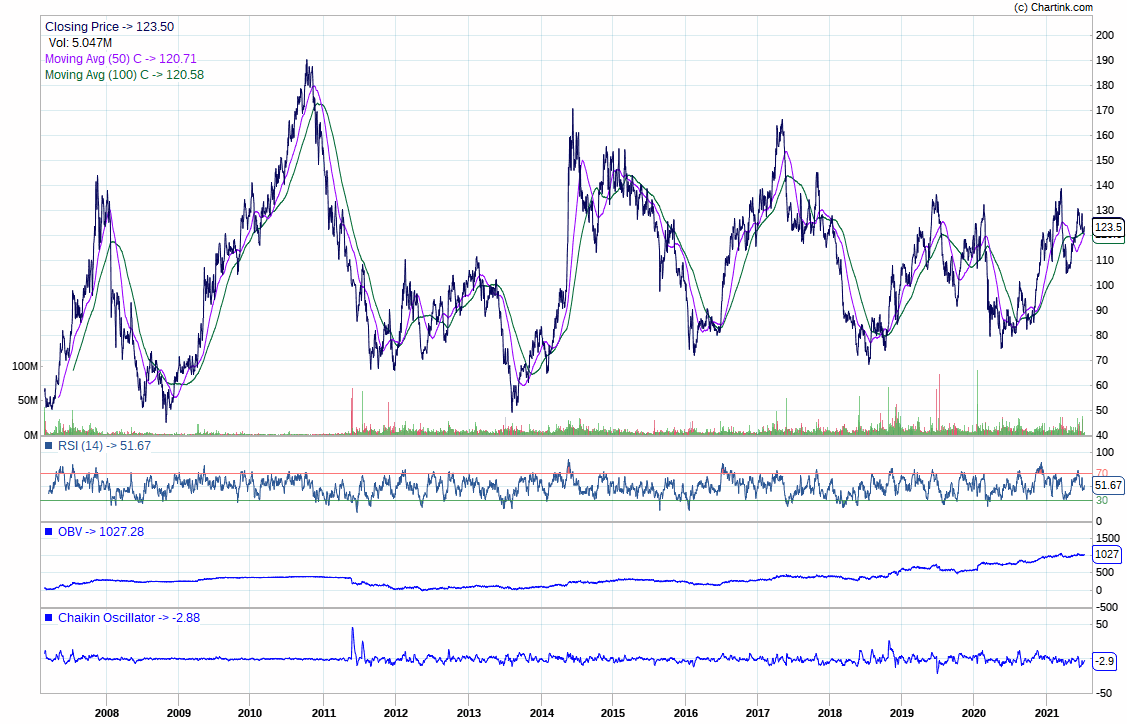 (c) Chartink.com
Closing Price -> 123.50
Vol: 5.047M
Moving Avg (50) C -> 120.71
Moving Avg (100) C -> 120.58
200
190
180
170
160
150
140
130
123.5
110
100
90
80
70
60
50
40
100M
50M
0M
RSI (14) -> 51.67
100
70
51.67
30
0
OBV -> 1027.28
1500
1027
500
0
-500
Chaikin Oscillator -> -2.88
50
-2.9
-50
2008 2009 2010 2011 2012 2013 2014 2015 2016 2017 2018 2019 2020 2021